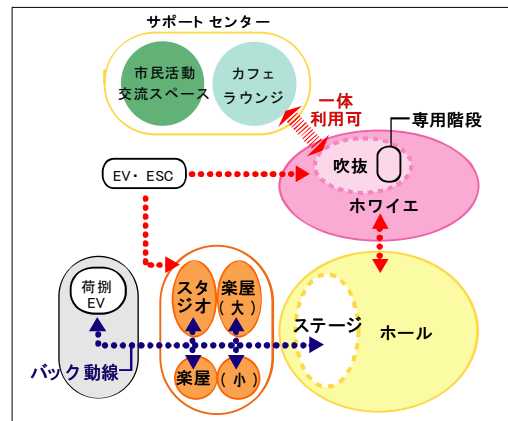 サポートセンター
市民活動
交流スペース
カフェ
ラウンジ
一体
利用可
専用階段
吹抜
ホワイエ
EV・ESC
荷捌
EV
スタ
ジオ
楽屋
(大)
ステージ
ホール
バック動線
楽屋
(小)